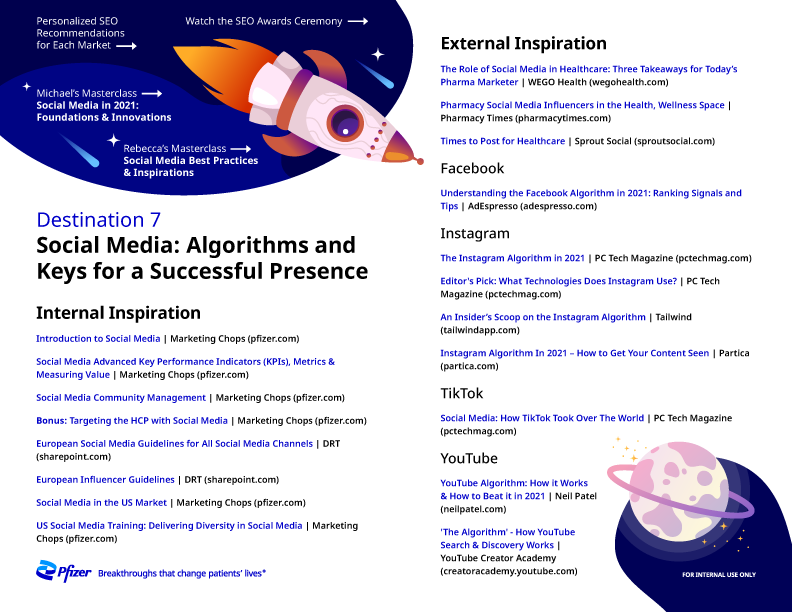 Personalized SEO
Recommendations
for Each Market
Watch the SEO Awards Ceremony
Michael's Masterclass
Social Media in 2021:
Foundations & Innovations
Rebecca's Masterclass
Social Media Best Practices
& Inspirations
Destination 7
Social Media: Algorithms and
Keys for a Successful Presence
Internal Inspiration
Introduction to Social Media | Marketing Chops (pfizer.com)
Social Media Advanced Key Performance Indicators (KPIs), Metrics &
Measuring Value | Marketing Chops (pfizer.com)
Social Media Community Management | Marketing Chops (pfizer.com)
Bonus: Targeting the HCP with Social Media | Marketing Chops (pfizer.com)
European Social Media Guidelines for All Social Media Channels | DRT
(sharepoint.com)
European Influencer Guidelines | DRT (sharepoint.com)
Social Media in the US Market | Marketing Chops (pfizer.com)
US Social Media Training: Delivering Diversity in Social Media | Marketing
Chops (pfizer.com)
Pfizer Breakthroughs that change patients' lives*
External Inspiration
The Role of Social Media in Healthcare: Three Takeaways for Today's
Pharma Marketer | WEGO Health (wegohealth.com)
Pharmacy Social Media Influencers in the Health, Wellness Space |
Pharmacy Times (pharmacytimes.com)
Times to Post for Healthcare | Sprout Social (sproutsocial.com)
Facebook
Understanding the Facebook Algorithm in 2021: Ranking Signals and
Tips | AdEspresso (adespresso.com)
Instagram
The Instagram Algorithm in 2021 | PC Tech Magazine (pctechmag.com)
Editor's Pick: What Technologies Does Instagram Use? | PC Tech
Magazine (pctechmag.com)
An Insider's Scoop on the Instagram Algorithm | Tailwind
(tailwindapp.com)
Instagram Algorithm In 2021 – How to Get Your Content Seen | Partica
(partica.com)
TikTok
Social Media: How TikTok Took Over The World | PC Tech Magazine
(pctechmag.com)
YouTube
YouTube Algorithm: How it Works
& How to Beat it in 2021 | Neil Patel
(neilpatel.com)
'The Algorithm' - How YouTube
Search & Discovery Works |
YouTube Creator Academy
(creatoracademy.youtube.com)
FOR INTERNAL USE ONLY